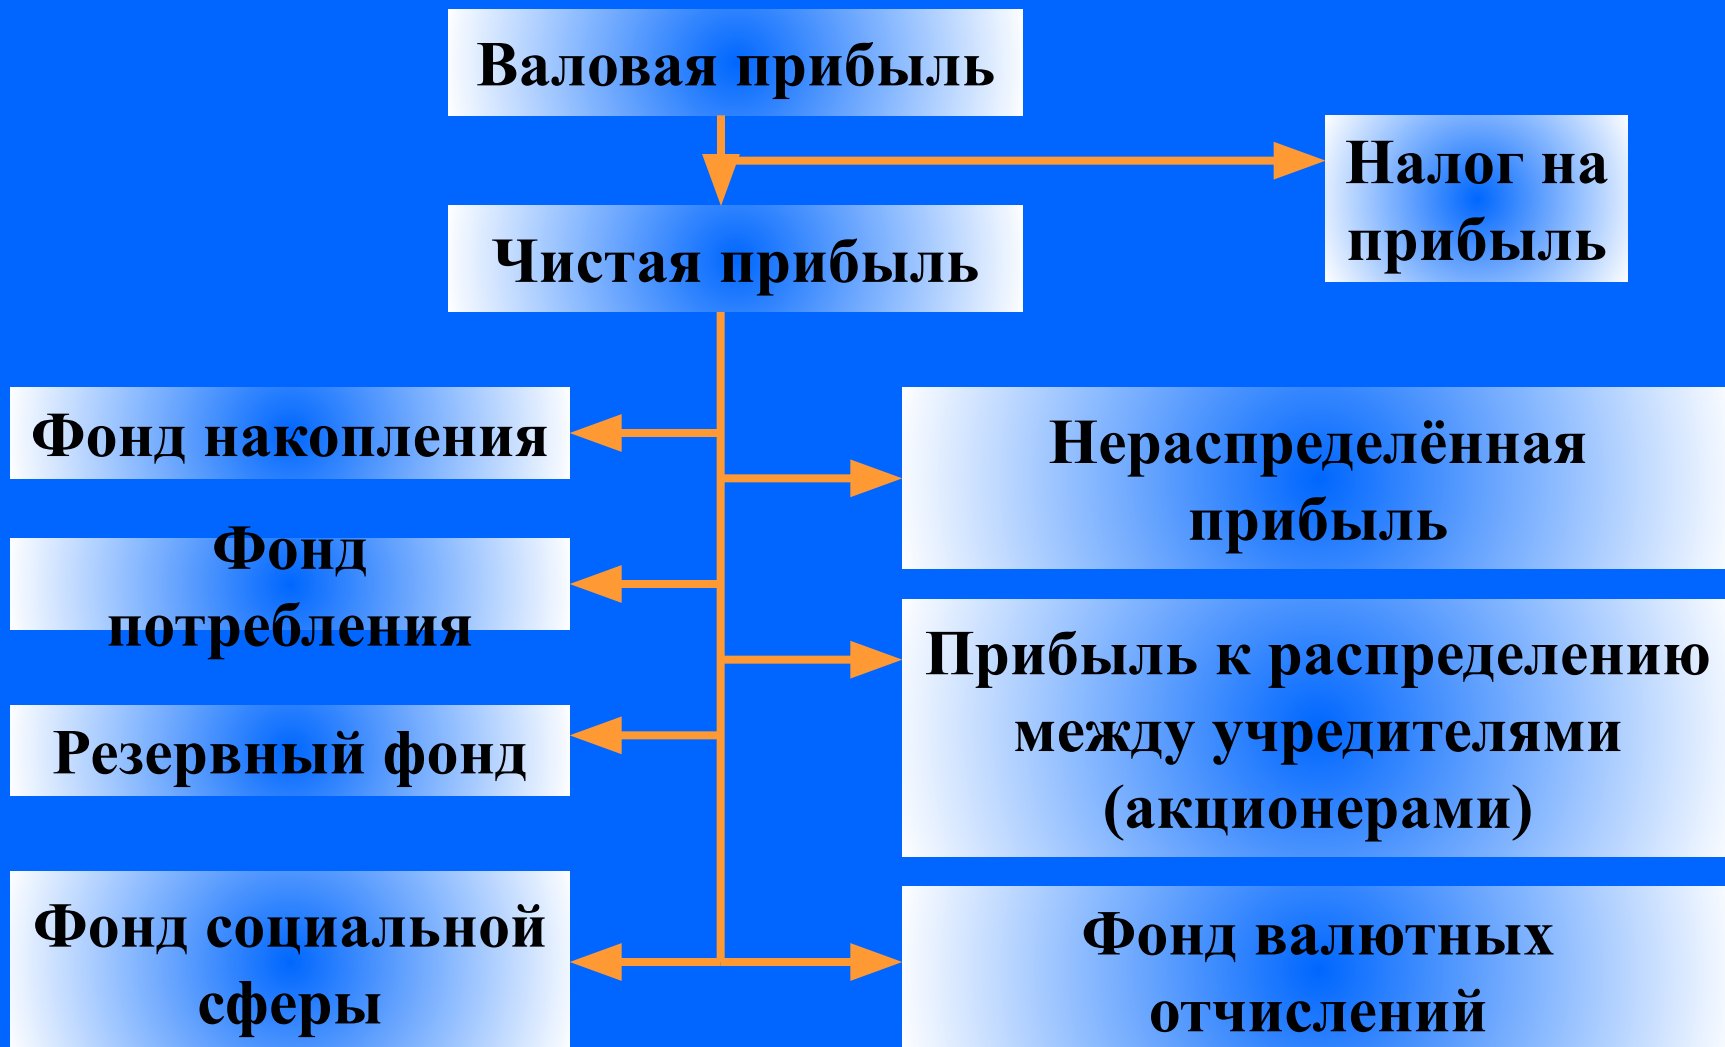 Валовая прибыль
Налог на
прибыль
Чистая прибыль
Фонд накопления
Фонд
потребления
Резервный фонд
Фонд социальной
сферы
Нераспределённая
прибыль
Прибыль к распределению
между учредителями
(акционерами)
Фонд валютных
отчислений